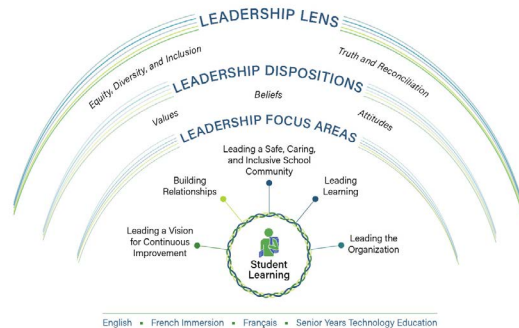 LEADERSHIP LENS
Equity, Diversity, and Inclusion
Truth and Reconciliation
LEADERSHIP DISPOSITIONS
Values
Beliefs
Attitudes
LEADERSHIP FOCUS AREAS
Leading a Safe, Caring,
and Inclusive School
Community
Building
Relationships
Leading
Learning
Leading a Vision
for Continuous
Improvement
Leading the
Organization
Student
Learning
English • French Immersion • Français • Senior Years Technology Education